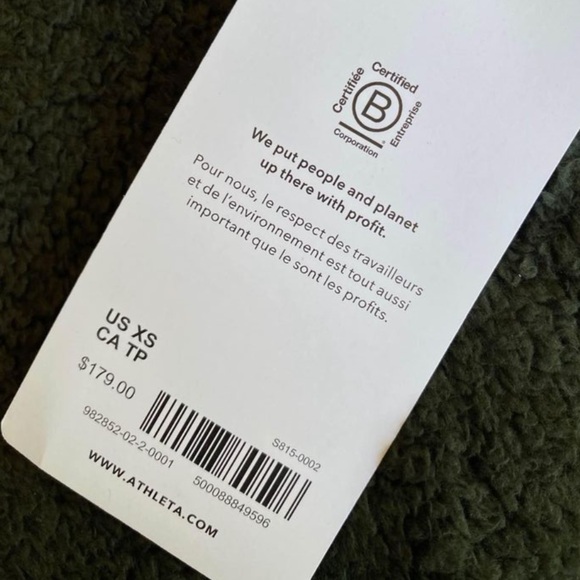 Certified
Certifiée
B
Entreprise
Corporation
We put people and planet
up there with profit.
Pour nous, le respect des travailleurs
et de l'environnement est tout aussi
important que le sont les profits.
US XS
CA TP
$179.00
S815-0002
982852-02-2-0001
500088849596
WWW.ATHLETA.COM